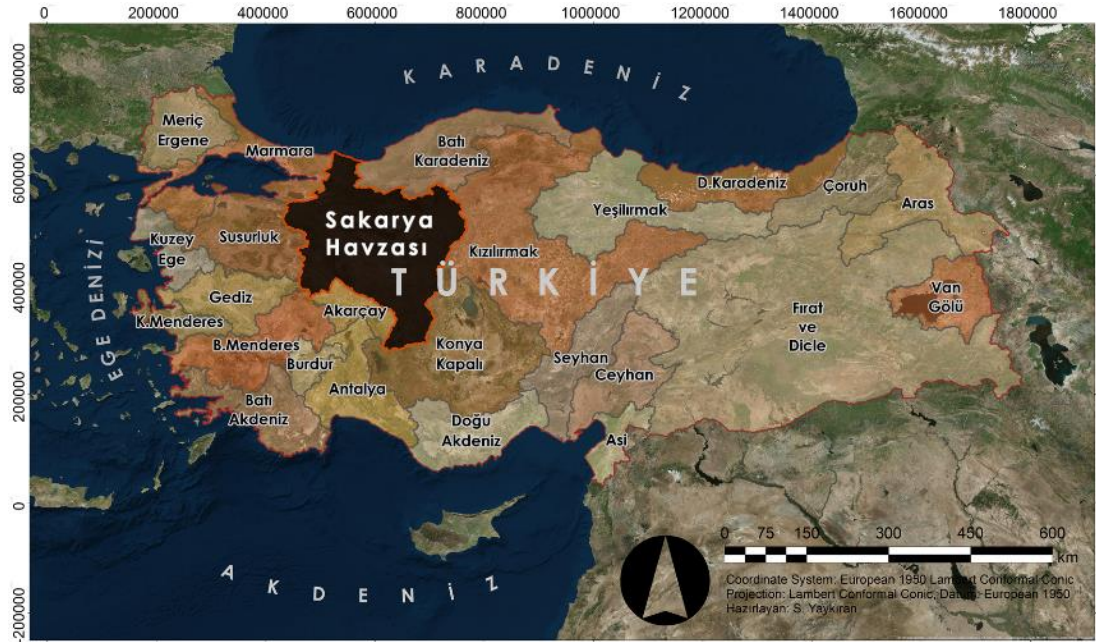 0 200000 400000 600000 800000 1000000 1200000 1400000 1600000 1800000
800000
600000
400000
200000
0
-200000
KARADENİZ
EGE DENİZİ
AKDENİZ
TÜRKİYE
Meriç
Ergene
Marmara
Batı
Karadeniz
D.Karadeniz
Çoruh
Aras
Yeşilırmak
Sakarya
Havzası
Susurluk
Kuzey
Ege
Kızılırmak
Gediz
Akarçay
Van
Gölü
K.Menderes
B.Menderes
Burdur
Konya
Kapalı
Fırat
ve
Dicle
Seyhan
Ceyhan
Antalya
Batı
Akdeniz
Doğu
Akdeniz
Asi
0 75 150 300 450 600
km
Coordinate System: European 1950 Lambert Conformal Conic
Projection: Lambert Conformal Conic, Datum: European 1950
Hazırlayan: S. Yaykıran